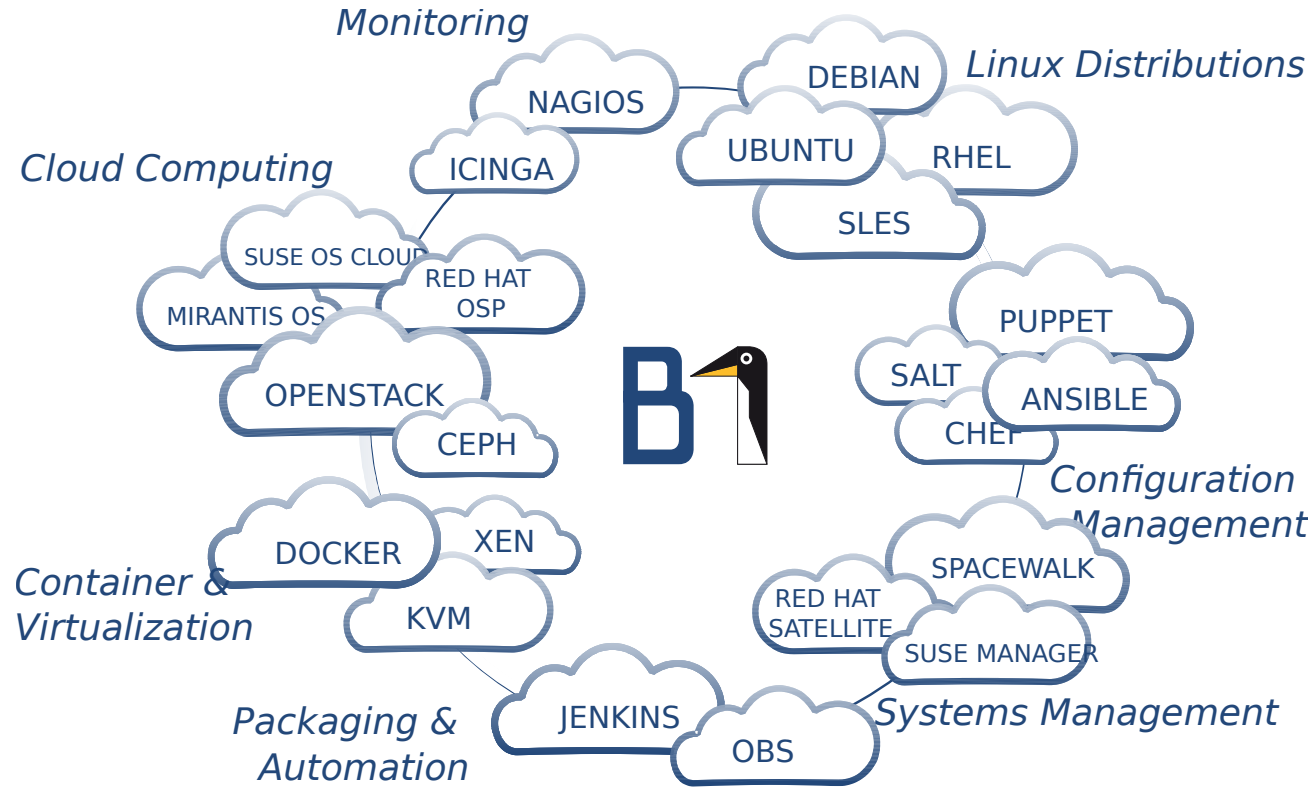 Monitoring
NAGIOS
ICINGA
DEBIAN
Linux Distributions
UBUNTU
RHEL
SLES
Cloud Computing
SUSE OS CLOUD
MIRANTIS OS
RED HAT
OSP
OPENSTACK
CEPH
B1
PUPPET
SALT
ANSIBLE
CHEF
Configuration
Management
DOCKER
XEN
KVM
Container &
Virtualization
SPACEWALK
RED HAT
SATELLITE
SUSE MANAGER
Systems Management
JENKINS
OBS
Packaging &
Automation